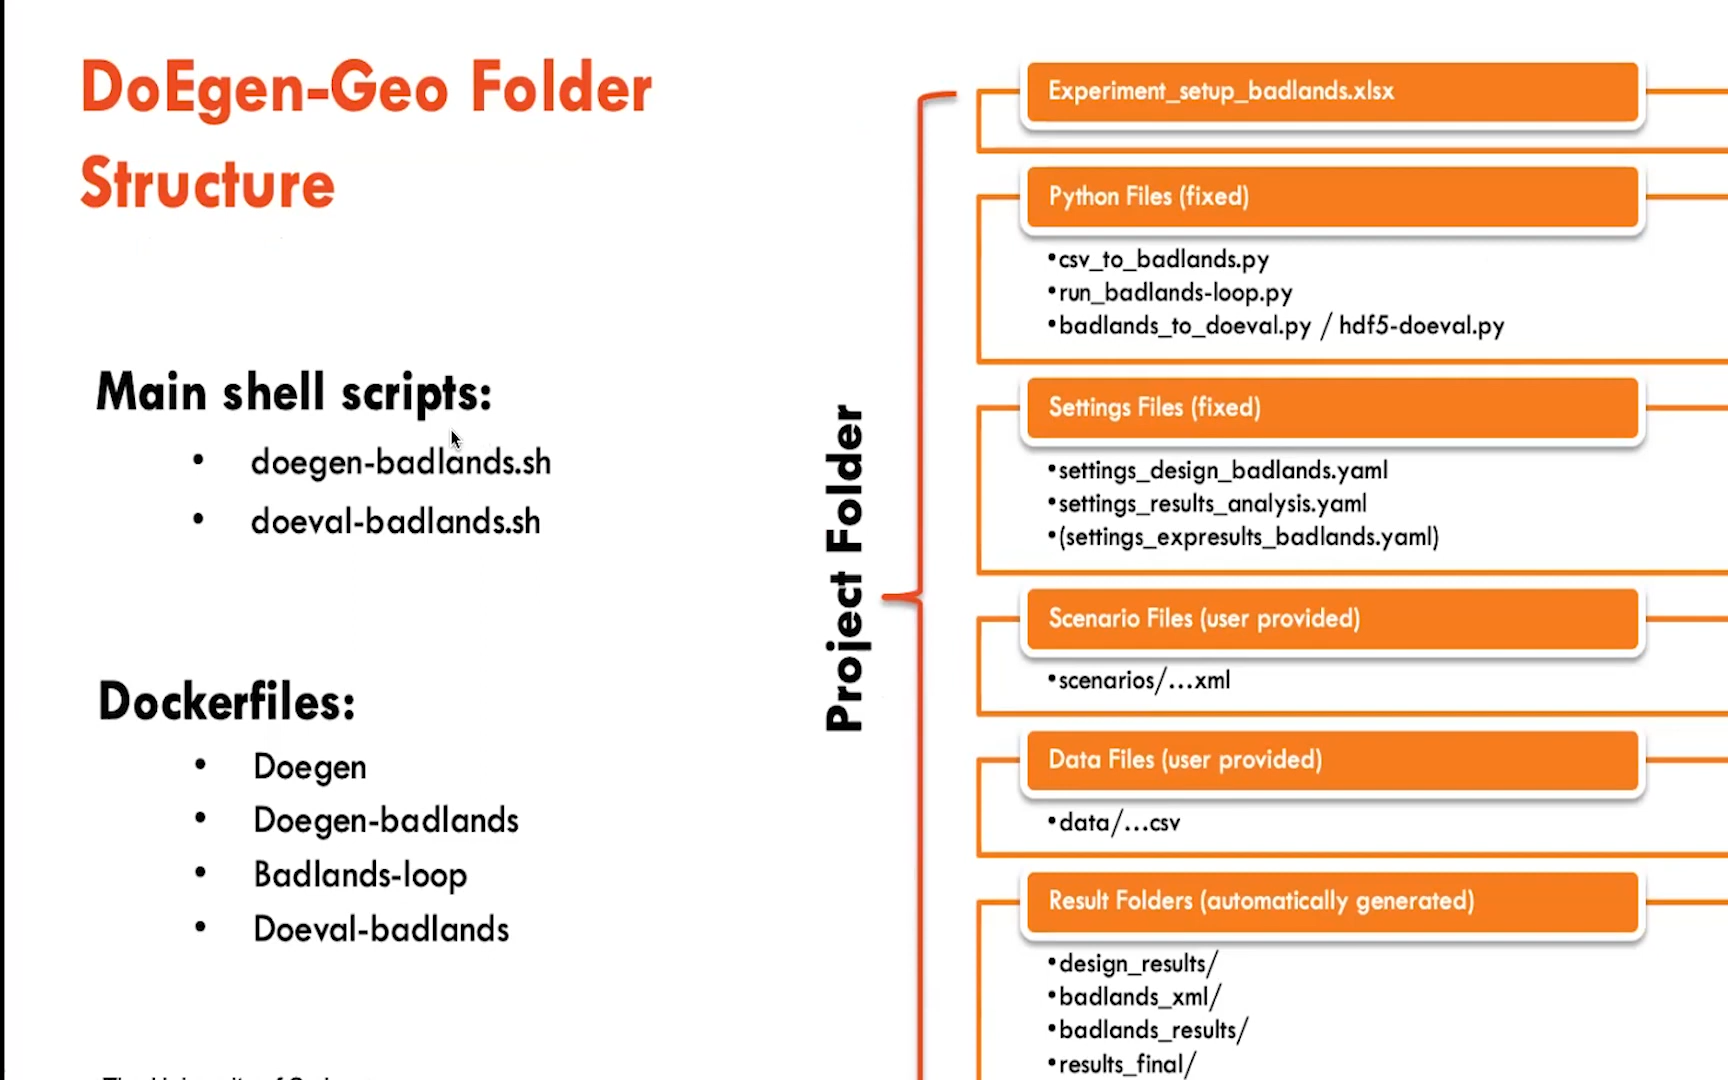 DoEgen-Geo Folder
Structure
Main shell scripts:
• doegen-badlands.sh
• doeval-badlands.sh
Dockerfiles:
• Doegen
• Doegen-badlands
• Badlands-loop
• Doeval-badlands
Project Folder
Experiment_setup_badlands.xlsx
Python Files (fixed)
•csv_to_badlands.py
•run_badlands-loop.py
•badlands_to_doeval.py / hdf5-doeval.py
Settings Files (fixed)
•settings_design_badlands.yaml
•settings_results_analysis.yaml
•(settings_expresults_badlands.yaml)
Scenario Files (user provided)
•scenarios/...xml
Data Files (user provided)
•data/...csv
Result Folders (automatically generated)
•design_results/
•badlands_xml/
•badlands_results/
•results_final/